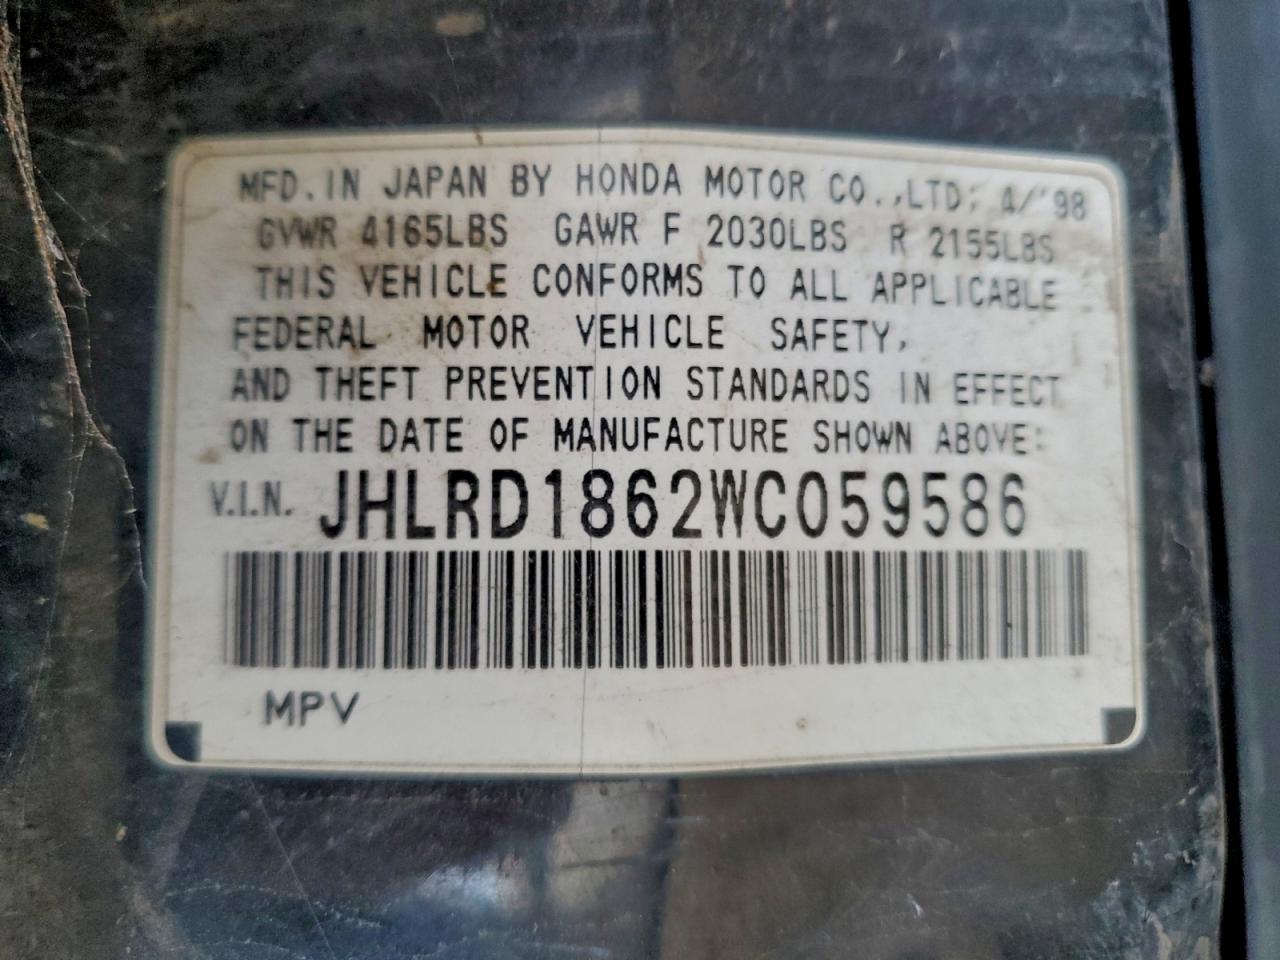 MFD. IN JAPAN BY HONDA MOTOR CO., LTD; 4/'98
GVWR 4165LBS GAWR F 2030LBS R 2155LBS
THIS VEHICLE CONFORMS TO ALL APPLICABLE
FEDERAL MOTOR VEHICLE SAFETY,
AND THEFT PREVENTION STANDARDS IN EFFECT
ON THE DATE OF MANUFACTURE SHOWN ABOVE:
V.I.N. JHLRD1862WC059586
MPV